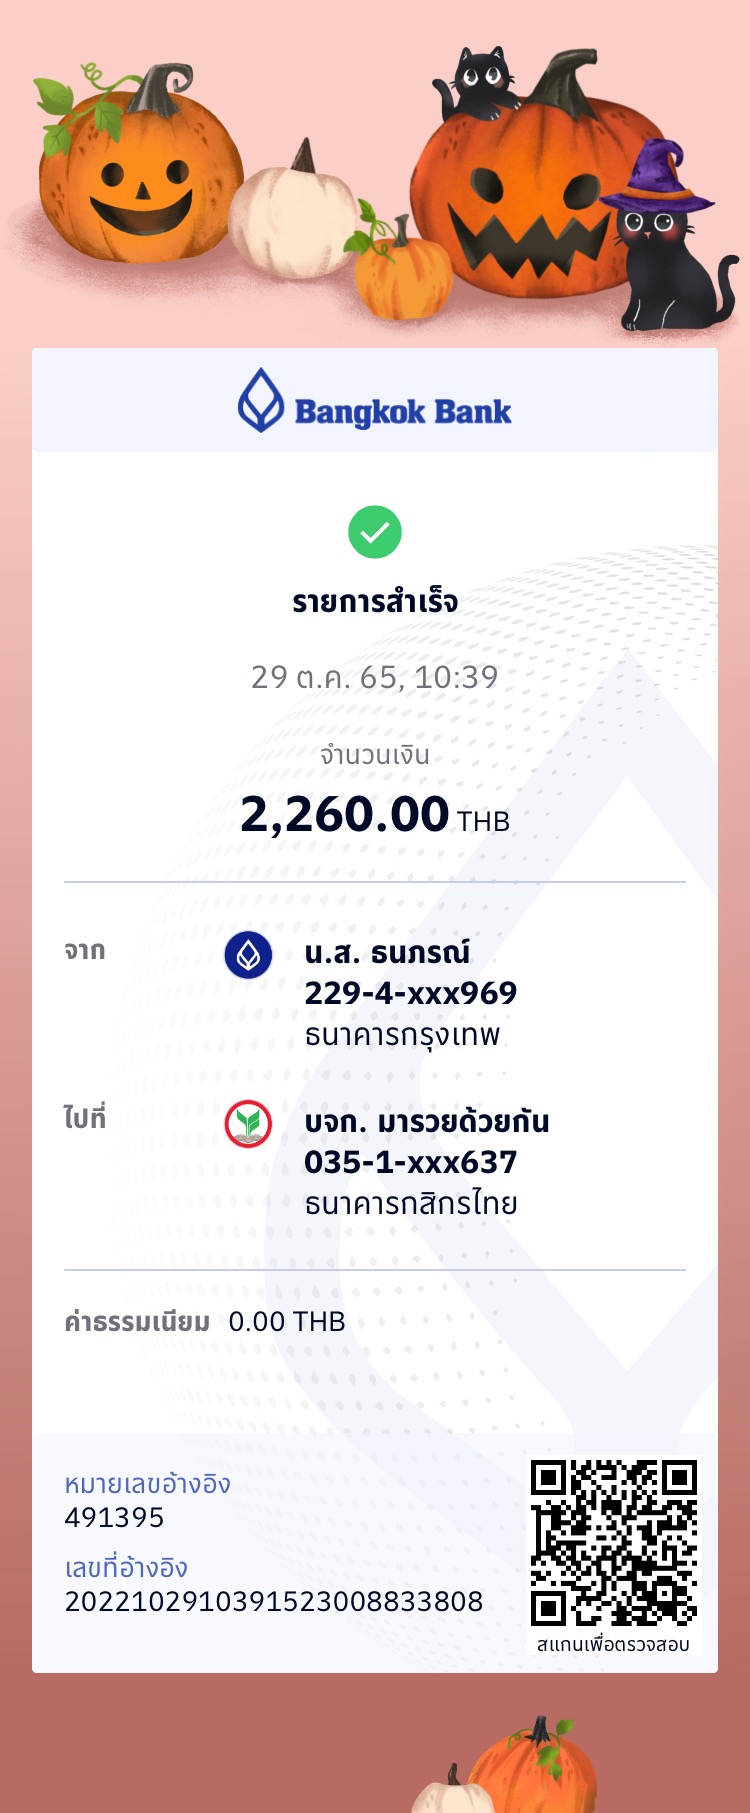 Bangkok Bank
รายการสำเร็จ
29 ต.ค. 65, 10:39
จำนวนเงิน
2,260.00 THB
จาก
น.ส. ธนภรณ์
229-4-xxx969
ธนาคารกรุงเทพ
ไปที่
บจก. มารวยด้วยกัน
035-1-xxx637
ธนาคารกสิกรไทย
ค่าธรรมเนียม 0.00 THB
หมายเลขอ้างอิง
491395
เลขที่อ้างอิง
2022102910391523008833808
สแกนเพื่อตรวจสอบ